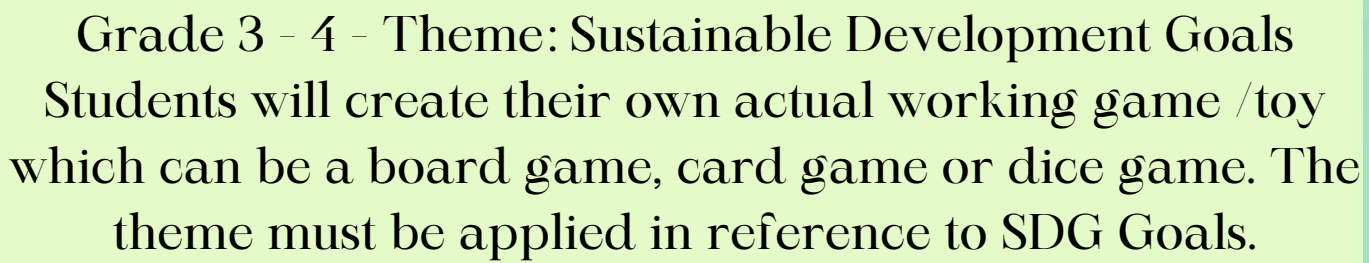 Grade 3 - 4 - Theme: Sustainable Development Goals
Students will create their own actual working game /toy
which can be a board game, card game or dice game. The
theme must be applied in reference to SDG Goals.